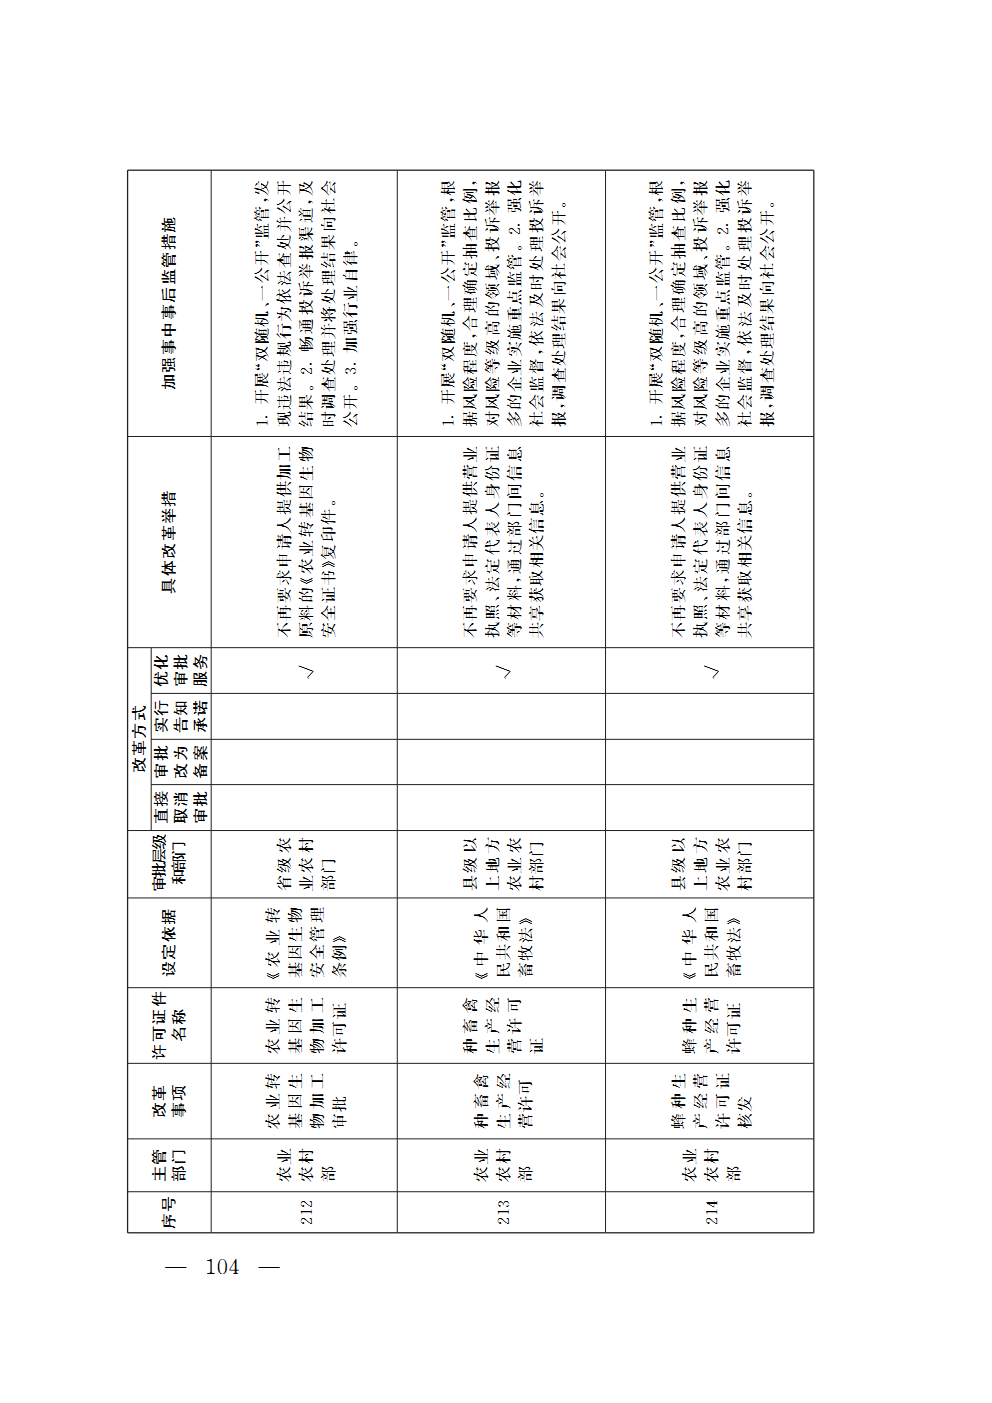 序号
主管
部门
改革
事项
许可证件
名称
设定依据
审批层级
和部门
改革方式
直接
取消
审批
审批
改为
备案
实行
告知
承诺
优化
审批
服务
具体改革举措
加强事中事后监管措施
212
农业
农村
部
农业转
基因生
物加工
审批
农业转
基因生
物加工
许可证
《农业转
基因生物
安全管理
条例》
省级农
业农村
部门
√
不再要求申请人提供加工
原料的《农业转基因生物
安全证书》复印件。
1. 开展“双随机、一公开”监管，发
现违法违规行为依法查处并公开
结果。2. 畅通投诉举报渠道，及
时调查处理并将处理结果向社会
公开。3. 加强行业自律。
213
农业
农村
部
种畜禽
生产经
营许可
种畜禽
生产经
营许可
证
《中华人
民共和国
畜牧法》
县级以
上地方
农业农
村部门
√
不再要求申请人提供营业
执照、法定代表人身份证
等材料，通过部门间信息
共享获取相关信息。
1. 开展“双随机、一公开”监管，根
据风险程度，合理确定抽查比例，
对风险等级高的领域、投诉举报
多的企业实施重点监管。2. 强化
社会监督，依法及时处理投诉举
报，调查处理结果向社会公开。
214
农业
农村
部
蜂种生
产经营
许可证
核发
蜂种生
产经营
许可证
《中华人
民共和国
畜牧法》
县级以
上地方
农业农
村部门
√
不再要求申请人提供营业
执照、法定代表人身份证
等材料，通过部门间信息
共享获取相关信息。
1. 开展“双随机、一公开”监管，根
据风险程度，合理确定抽查比例，
对风险等级高的领域、投诉举报
多的企业实施重点监管。2. 强化
社会监督，依法及时处理投诉举
报，调查处理结果向社会公开。
— 104 —